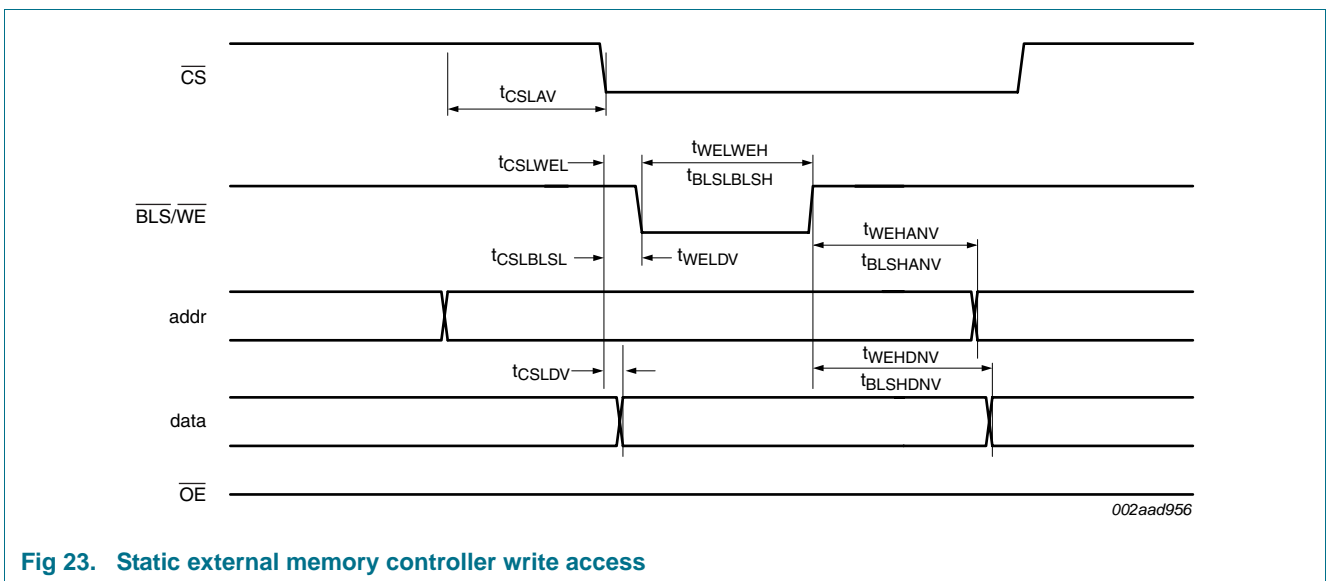 CS
tCSLAV
tCSLWEL
tWELWEH
tBLSLBLSH
BLS/WE
tCSLBLSL
tWELDV
tWEHANV
tBLSHANV
addr
tCSLDV
tWEHDNV
tBLSHDNV
data
OE
002aad956
Fig 23. Static external memory controller write access